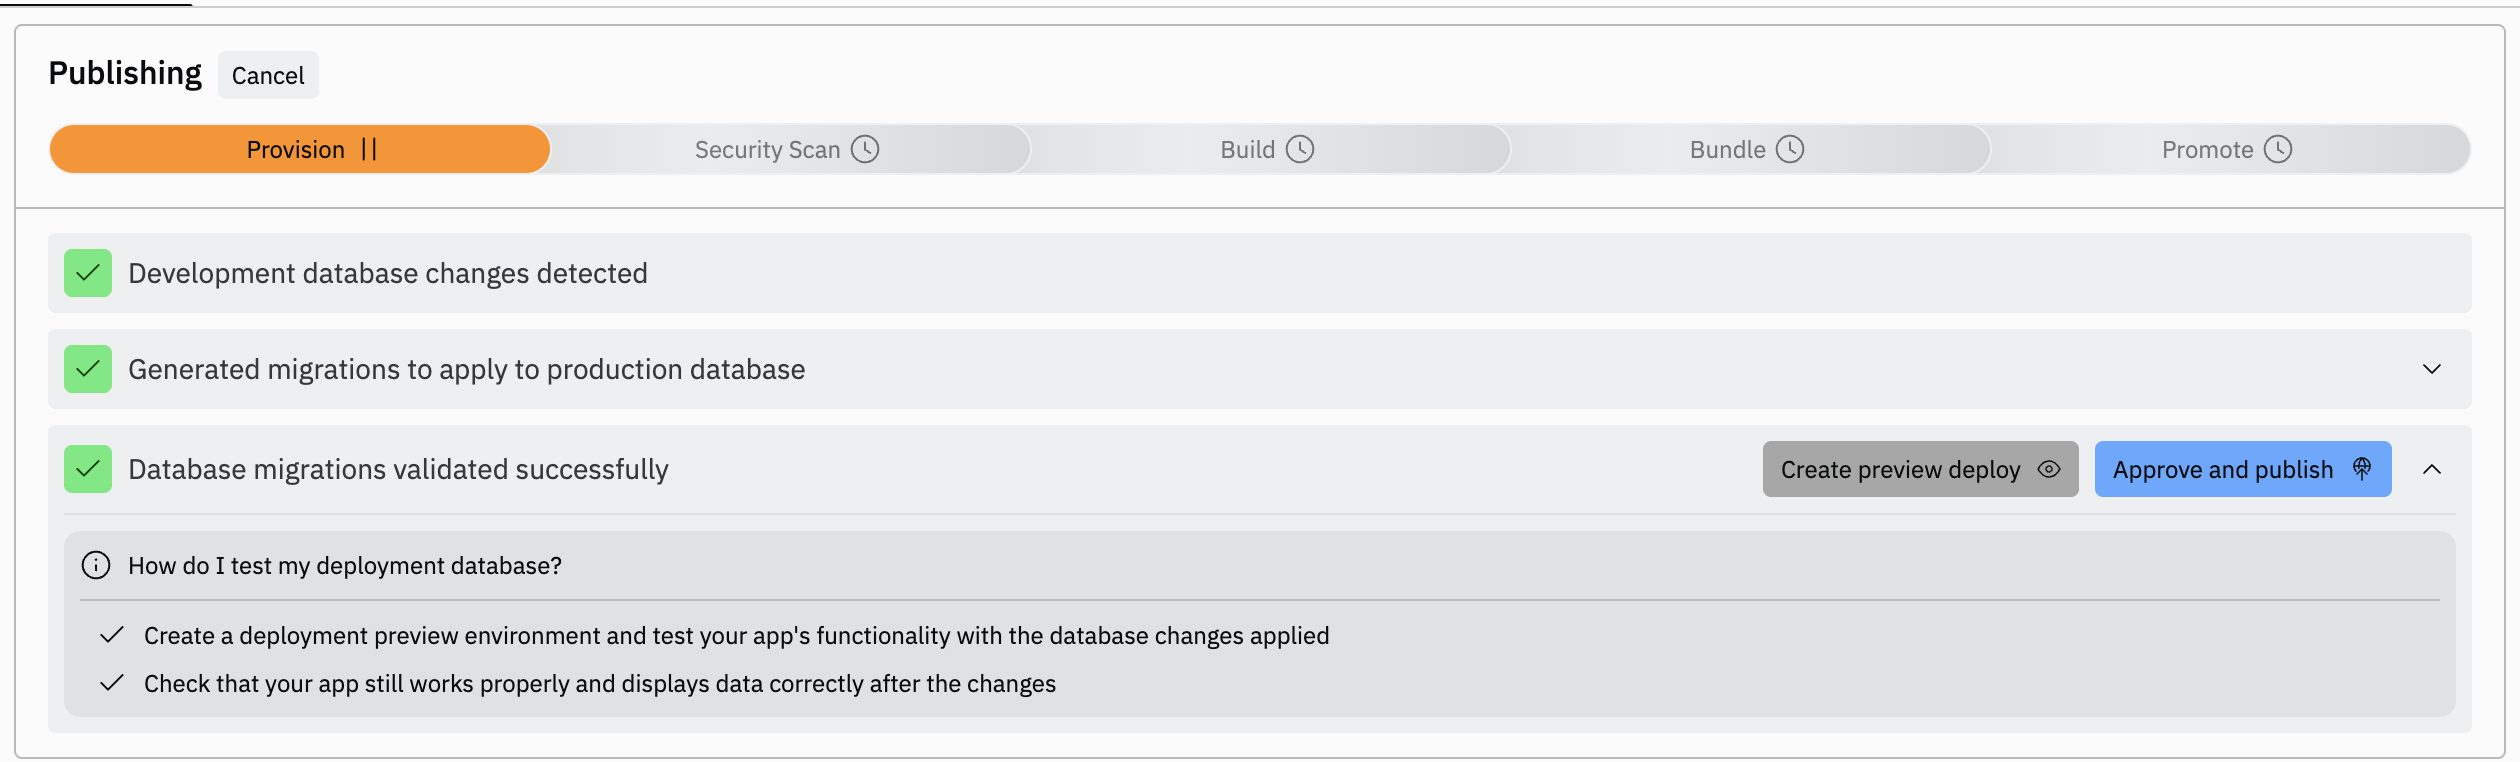 Publishing Cancel
Provision Security Scan Build Bundle Promote
Development database changes detected
Generated migrations to apply to production database
Database migrations validated successfully Create preview deploy Approve and publish
How do I test my deployment database?
Create a deployment preview environment and test your app's functionality with the database changes applied
Check that your app still works properly and displays data correctly after the changes